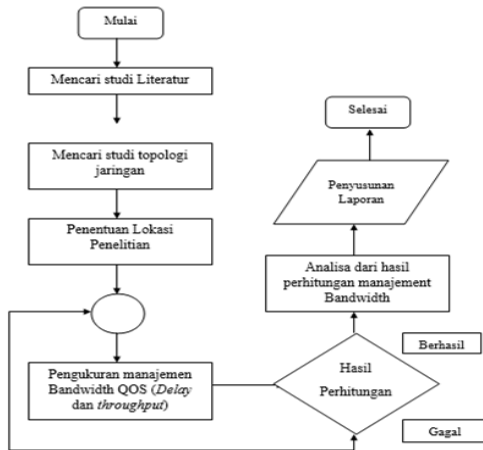 Mulai
Mencari studi Literatur
Mencari studi topologi
jaringan
Penentuan Lokasi
Penelitian
Pengukuran manajemen
Bandwidth QOS (Delay
dan throughput)
Hasil
Perhitungan
Berhasil
Gagal
Analisa dari hasil
perhitungan manajement
Bandwidth
Penyusunan
Laporan
Selesai